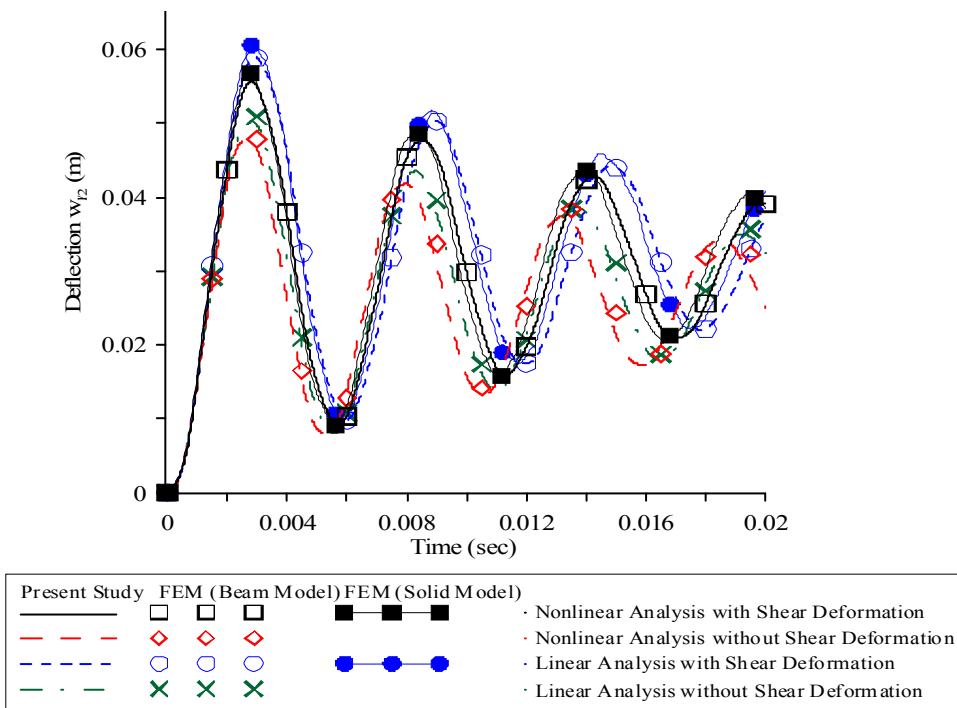 0.06
0.04
0.02
0
Deflection wГ2 (m)
0 0.004 0.008 0.012 0.016 0.02
Time (sec)
Present Study FEM (Beam Model) FEM (Solid Model)
· Nonlinear Analysis with Shear Deformation
· Nonlinear Analysis without Shear Deformation
· Linear Analysis with Shear Deformation
· Linear Analysis without Shear Deformation